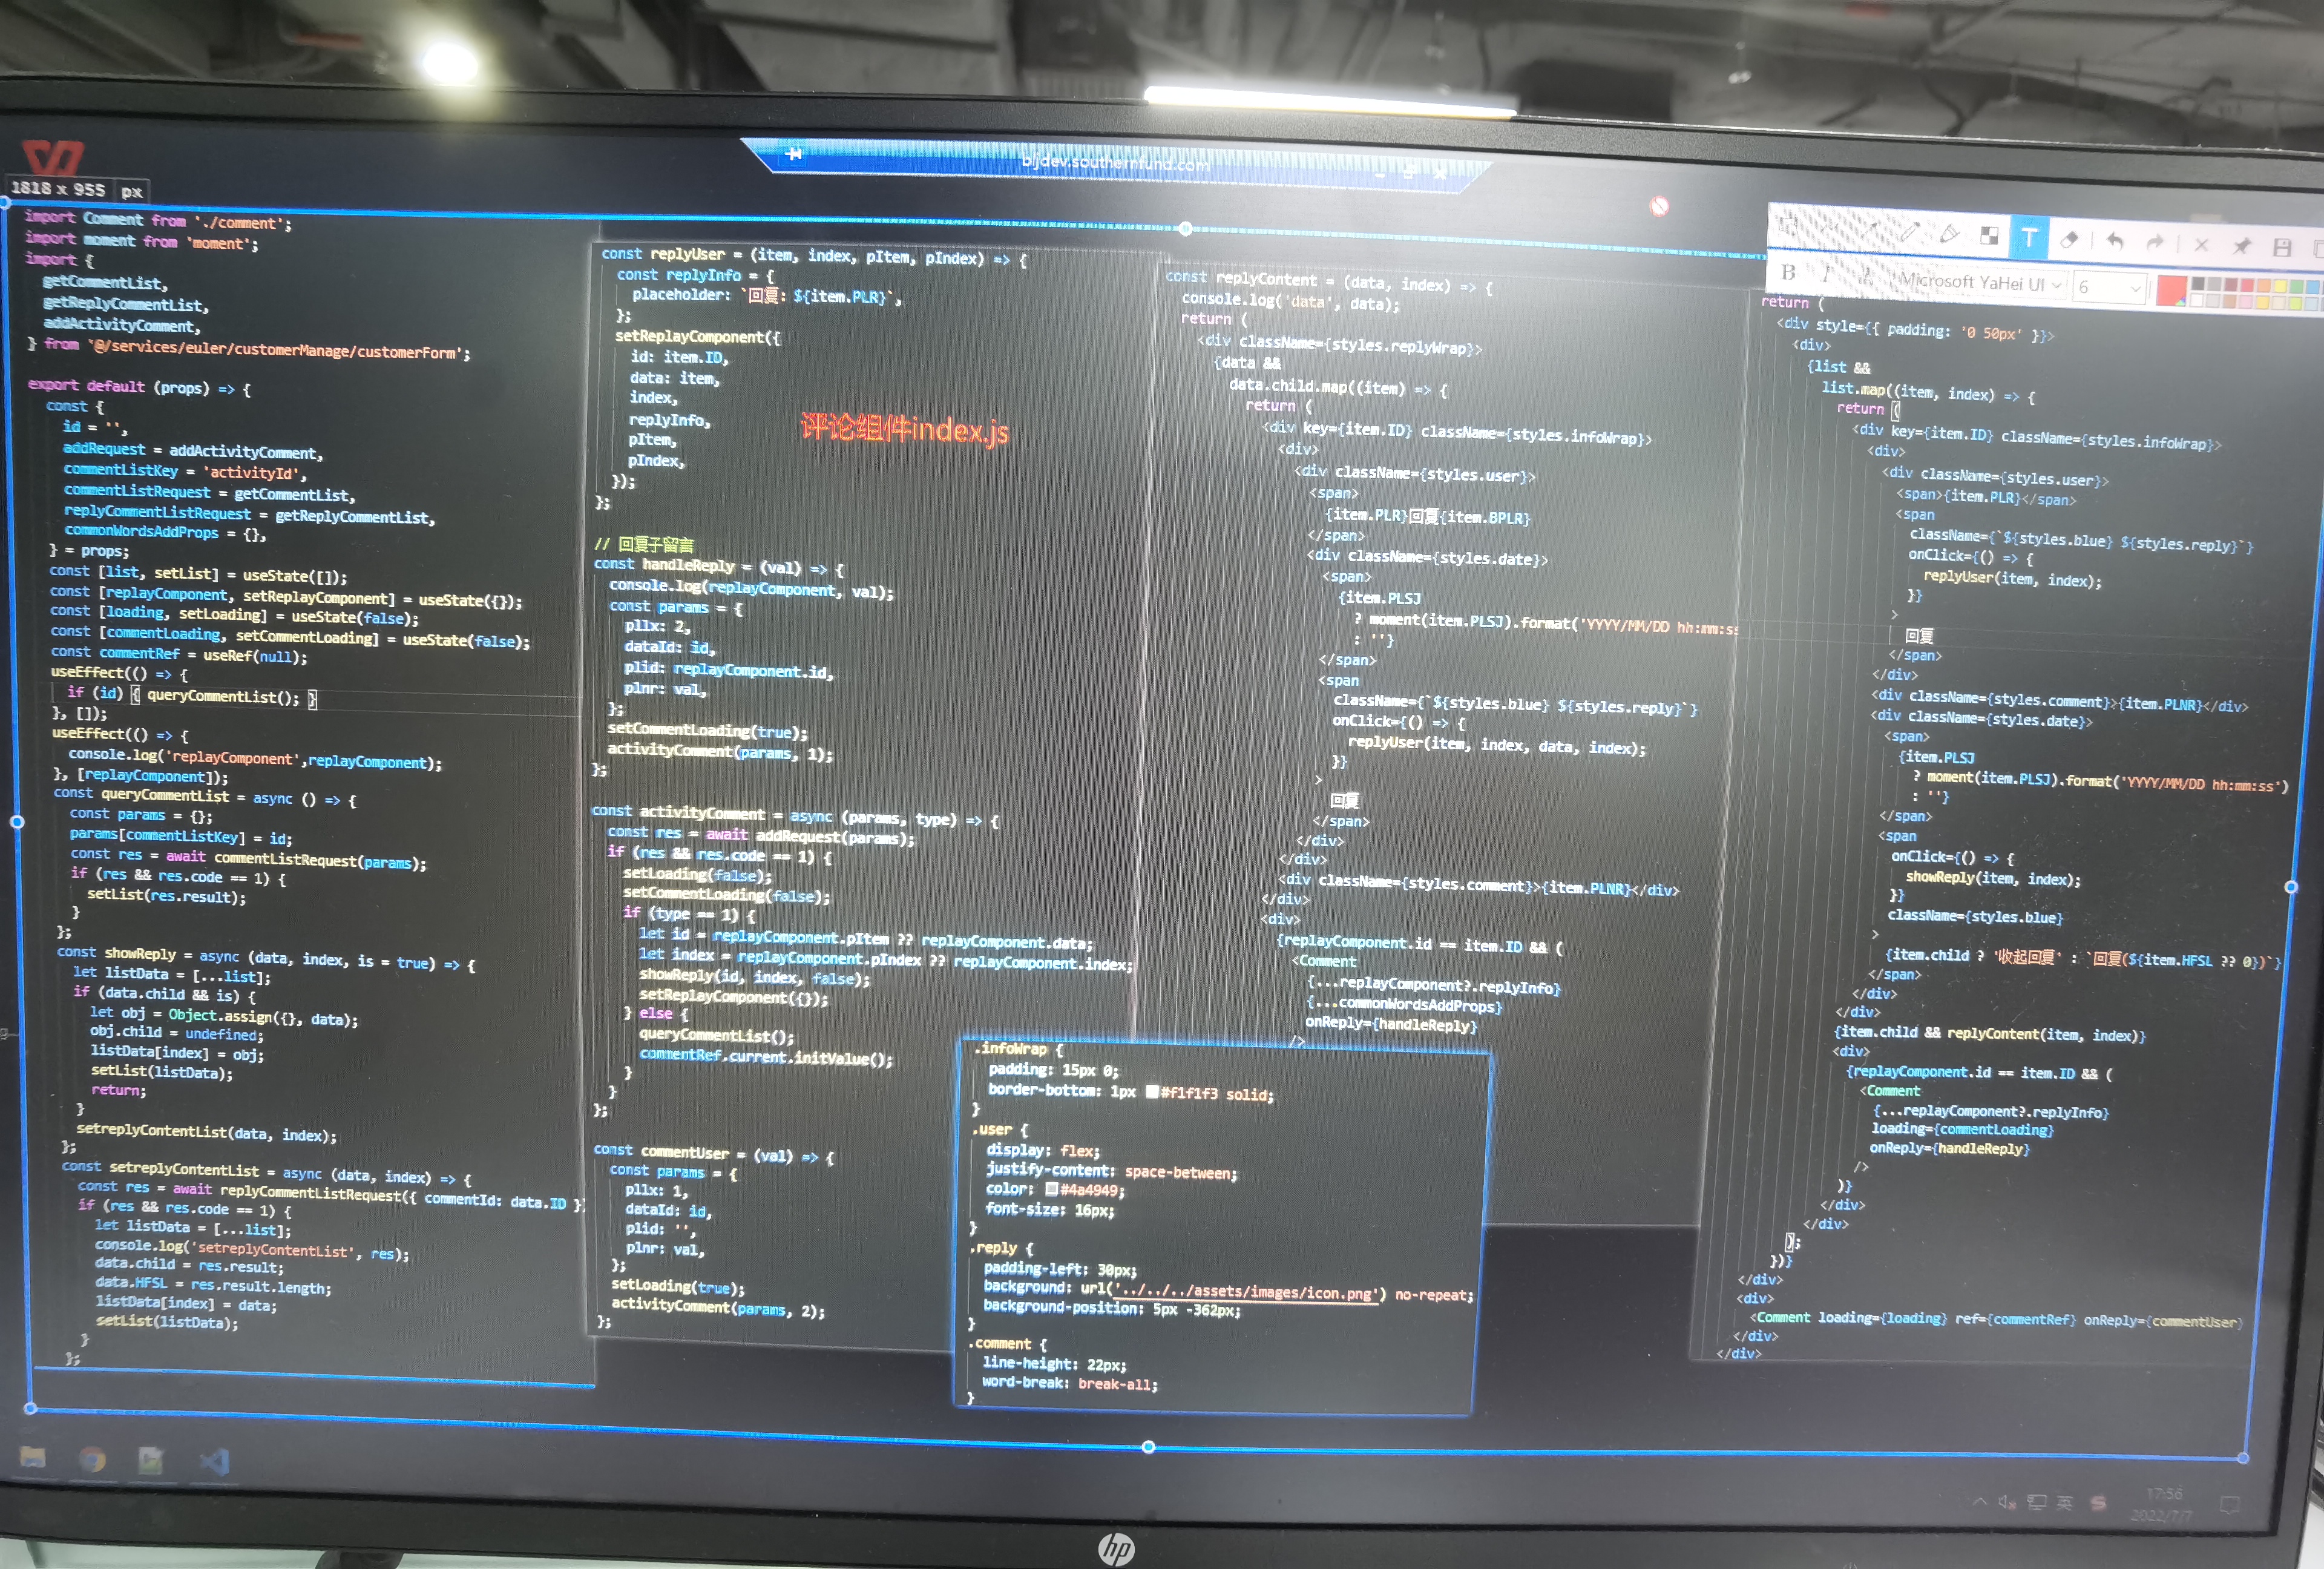 bljdev.southernfund.com
1818 x 955 px
Microsoft YaHei UI
6
import Comment from './comment';
import moment from 'moment';
import {
getCommentList,
getReplyCommentList,
addActivityComment,
} from '@/services/euler/customerManage/customerForm';
export default (props) => {
const {
id = '',
addRequest = addActivityComment,
commentListKey = 'activityId',
commentListRequest = getCommentList,
replyCommentListRequest = getReplyCommentList,
commonWordsAddProps = {},
} = props;
const [list, setList] = useState([]);
const [replayComponent, setReplayComponent] = useState({});
const [loading, setLoading] = useState(false);
const [commentLoading, setCommentLoading] = useState(false);
const commentRef = useRef(null);
useEffect(() => {
if (id) { queryCommentList(); }
}, []);
useEffect(() => {
console.log('replayComponent',replayComponent);
}, [replayComponent]);
const queryCommentList = async () => {
const params = {};
params[commentListKey] = id;
const res = await commentListRequest(params);
if (res && res.code == 1) {
setList(res.result);
}
};
const showReply = async (data, index, is = true) => {
let listData = [...list];
if (data.child && is) {
let obj = Object.assign({}, data);
obj.child = undefined;
listData[index] = obj;
setList(listData);
return;
}
setreplyContentList(data, index);
};
const setreplyContentList = async (data, index) => {
const res = await replyCommentListRequest({ commentId: data.ID }
if (res && res.code == 1) {
let listData = [...list];
console.log('setreplyContentList', res);
data.child = res.result;
data.HFSL = res.result.length;
listData[index] = data;
setList(listData);
}
};
const replyUser = (item, index, pItem, pIndex) => {
const replyInfo = {
placeholder: `回复: ${item.PLR}`,
};
setReplayComponent({
id: item.ID,
data: item,
index,
replyInfo,
pItem,
pIndex,
});
};
评论组件index.js
// 回复子留言
const handleReply = (val) => {
console.log(replayComponent, val);
const params = {
pllx: 2,
dataId: id,
plid: replayComponent.id,
plnr: val,
};
setCommentLoading(true);
activityComment(params, 1);
};
const activityComment = async (params, type) => {
const res = await addRequest(params);
if (res && res.code == 1) {
setLoading(false);
setCommentLoading(false);
if (type == 1) {
let id = replayComponent.pItem ?? replayComponent.data;
let index = replayComponent.pIndex ?? replayComponent.index;
showReply(id, index, false);
setReplayComponent({});
} else {
queryCommentList();
commentRef.current.initValue();
}
}
};
const commentUser = (val) => {
const params = {
pllx: 1,
dataId: id,
plid: '',
plnr: val,
};
setLoading(true);
activityComment(params, 2);
};
const replyContent = (data, index) => {
console.log('data', data);
return (
<div className={styles.replyWrap}>
{data &&
data.child.map((item) => {
return (
<div key={item.ID} className={styles.infoWrap}>
<div>
<div className={styles.user}>
<span>
{item.PLR}回复{item.BPLR}
</span>
<div className={styles.date}>
<span>
{item.PLSJ
? moment(item.PLSJ).format('YYYY/MM/DD hh:mm:ss
: ''}
</span>
<span
className={`${styles.blue} ${styles.reply}`}
onClick={() => {
replyUser(item, index, data, index);
}}
>
回复
</span>
</div>
</div>
<div className={styles.comment}>{item.PLNR}</div>
</div>
<div>
{replayComponent.id == item.ID && (
<Comment
{...replayComponent?.replyInfo}
{...commonWordsAddProps}
onReply={handleReply}
/>
.infoWrap {
padding: 15px 0;
border-bottom: 1px #f1f1f3 solid;
}
.user {
display: flex;
justify-content: space-between;
color: #4a4949;
font-size: 16px;
}
.reply {
padding-left: 30px;
background: url('../../../assets/images/icon.png') no-repeat;
background-position: 5px -362px;
}
.comment {
line-height: 22px;
word-break: break-all;
}
return (
<div style={{ padding: '0 50px' }}>
<div>
{list &&
list.map((item, index) => {
return (
<div key={item.ID} className={styles.infoWrap}>
<div>
<div className={styles.user}>
<span>{item.PLR}</span>
<span
className={`${styles.blue} ${styles.reply}`}
onClick={() => {
replyUser(item, index);
}}
>
回复
</span>
</div>
<div className={styles.comment}>{item.PLNR}</div>
<div className={styles.date}>
<span>
{item.PLSJ
? moment(item.PLSJ).format('YYYY/MM/DD hh:mm:ss')
: ''}
</span>
<span
onClick={() => {
showReply(item, index);
}}
className={styles.blue}
>
{item.child ? '收起回复' : `回复(${item.HFSL ?? 0})`}
</span>
</div>
</div>
{item.child && replyContent(item, index)}
<div>
{replayComponent.id == item.ID && (
<Comment
{...replayComponent?.replyInfo}
loading={commentLoading}
onReply={handleReply}
/>
)}
</div>
</div>
);
})}
</div>
<div>
<Comment loading={loading} ref={commentRef} onReply={commentUser}
</div>
</div>
英
17:56
2022/7/7
hp